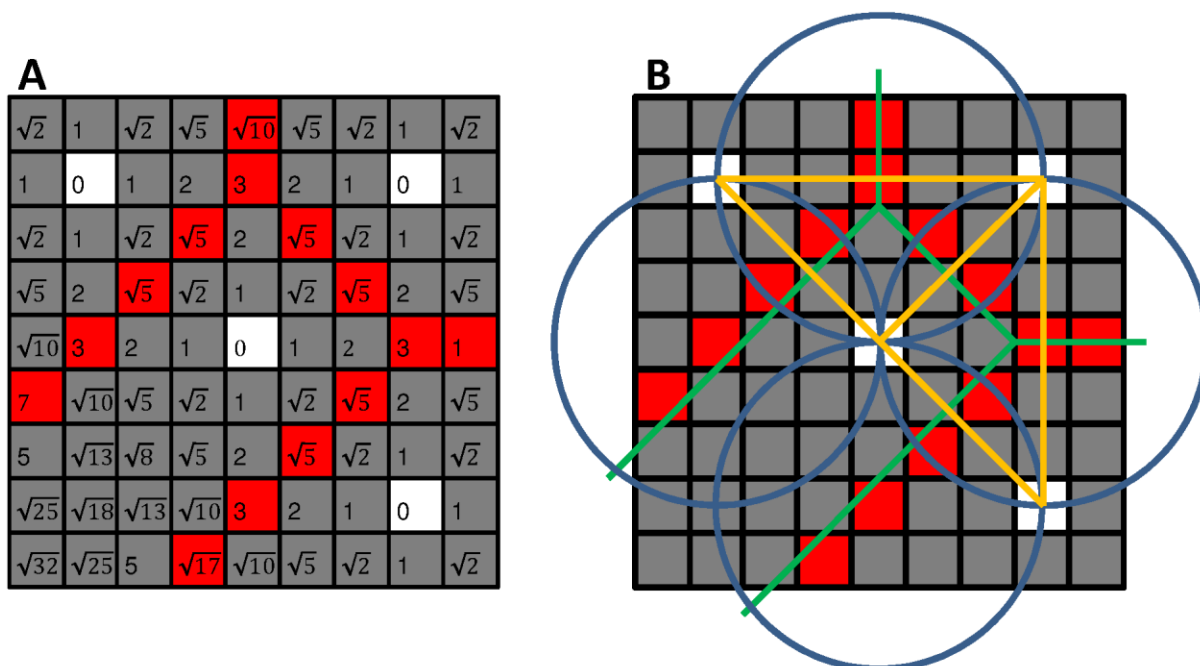 A
B
√2 1 √2 √5 √10 √5 √2 1 √2
1 0 1 2 3 2 1 0 1
√2 1 √2 √5 2 √5 √2 1 √2
√5 2 √5 √2 1 √2 √5 2 √5
√10 3 2 1 0 1 2 3 1
7 √10 √5 √2 1 √2 √5 2 √5
5 √13 √8 √5 2 √5 √2 1 √2
√25 √18 √13 √10 3 2 1 0 1
√32 √25 5 √17 √10 √5 √2 1 √2